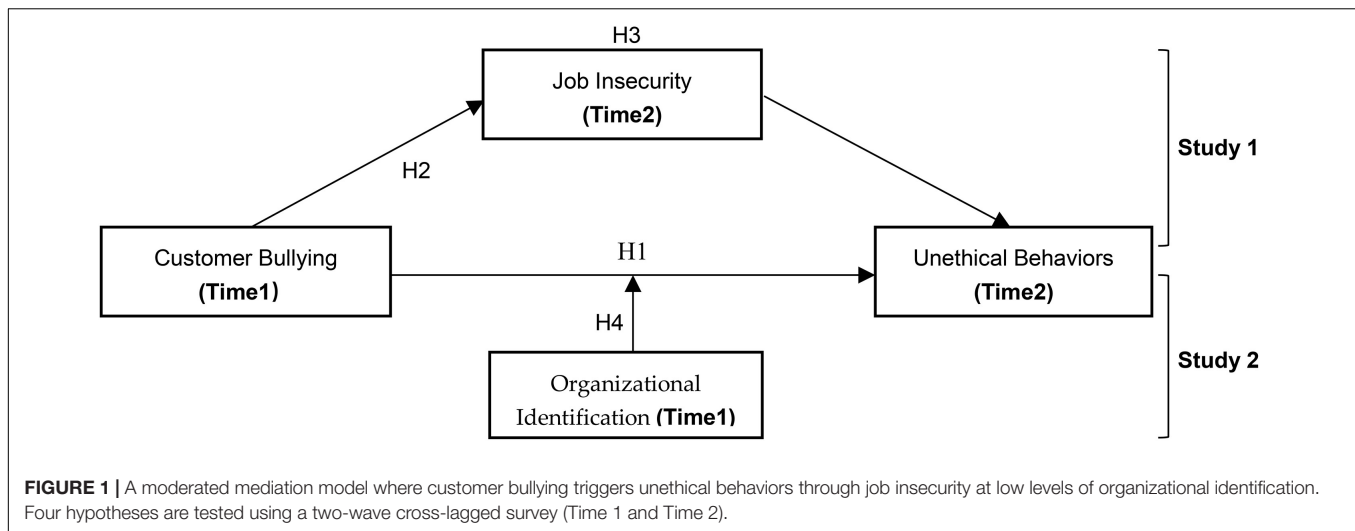 H3
Job Insecurity
(Time2)
Study 1
H2
Customer Bullying
(Time1)
H1
Unethical Behaviors
(Time2)
H4
Study 2
Organizational
Identification (Time1)
FIGURE 1 | A moderated mediation model where customer bullying triggers unethical behaviors through job insecurity at low levels of organizational identification.
Four hypotheses are tested using a two-wave cross-lagged survey (Time 1 and Time 2).